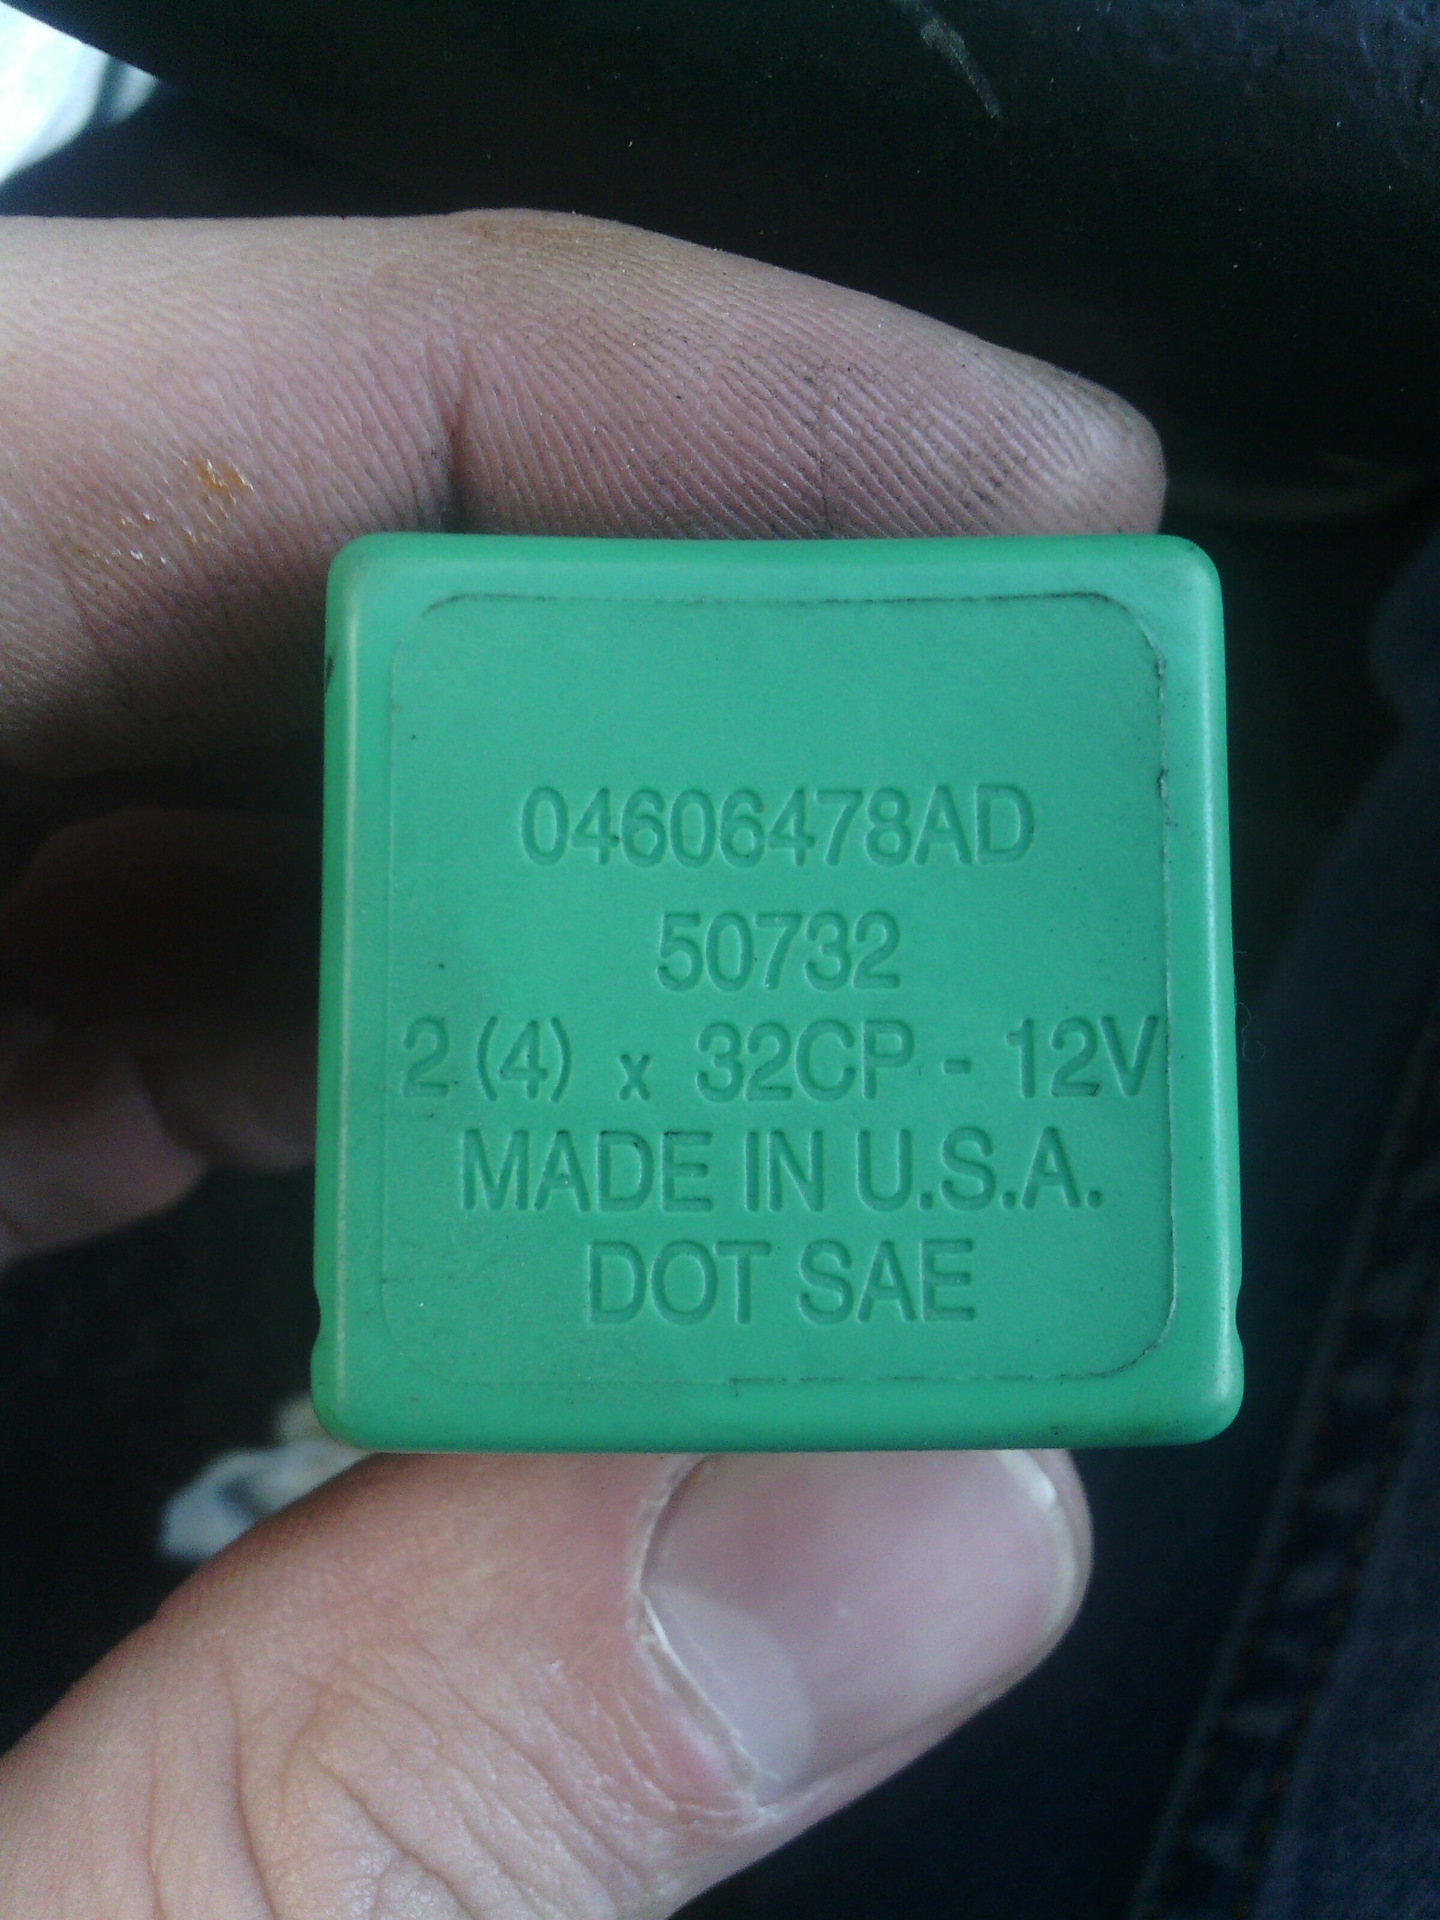 04606478AD
50732
2 (4) x 32CP - 12V
MADE IN U.S.A.
DOT SAE